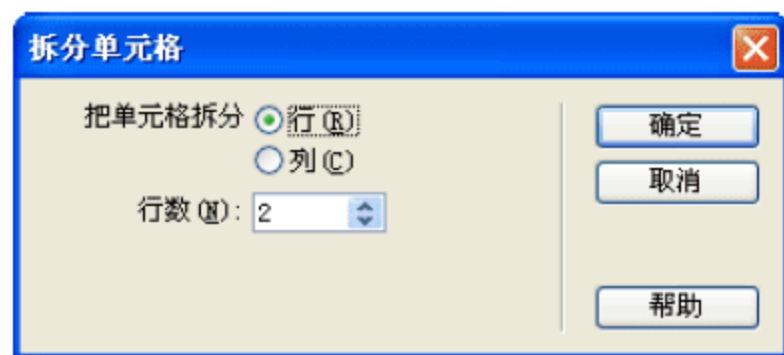 拆分单元格
把单元格拆分 行(R)
列(C)
行数(N): 2
确定
取消
帮助